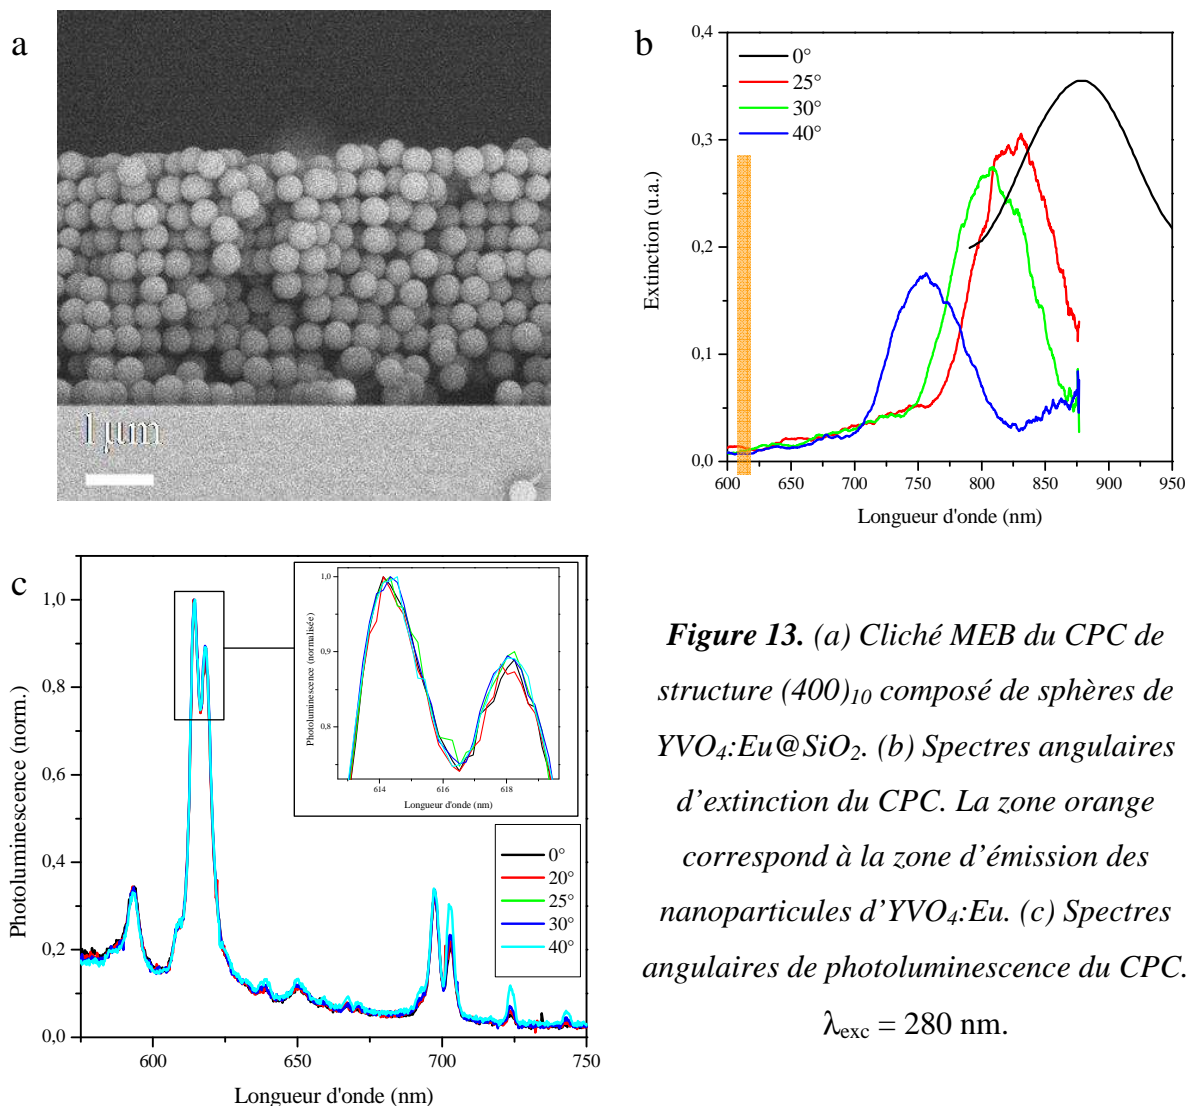 a
1 µm
b
0°
25°
30°
40°
0,4
0,3
0,2
0,1
0,0
Extinction (u.a.)
600 650 700 750 800 850 900 950
Longueur d'onde (nm)
c
1,0
0,8
0,6
0,4
0,2
0,0
Photoluminescence (norm.)
600 650 700 750
Longueur d'onde (nm)
1,0
0,9
0,8
Photoluminescence (normalisée)
614 616 618
Longueur d'onde (nm)
0°
20°
25°
30°
40°
Figure 13. (a) Cliché MEB du CPC de
structure (400)₁₀ composé de sphères de
YVO₄:Eu@SiO₂. (b) Spectres angulaires
d’extinction du CPC. La zone orange
correspond à la zone d’émission des
nanoparticules d’YVO₄:Eu. (c) Spectres
angulaires de photoluminescence du CPC.
λexc = 280 nm.